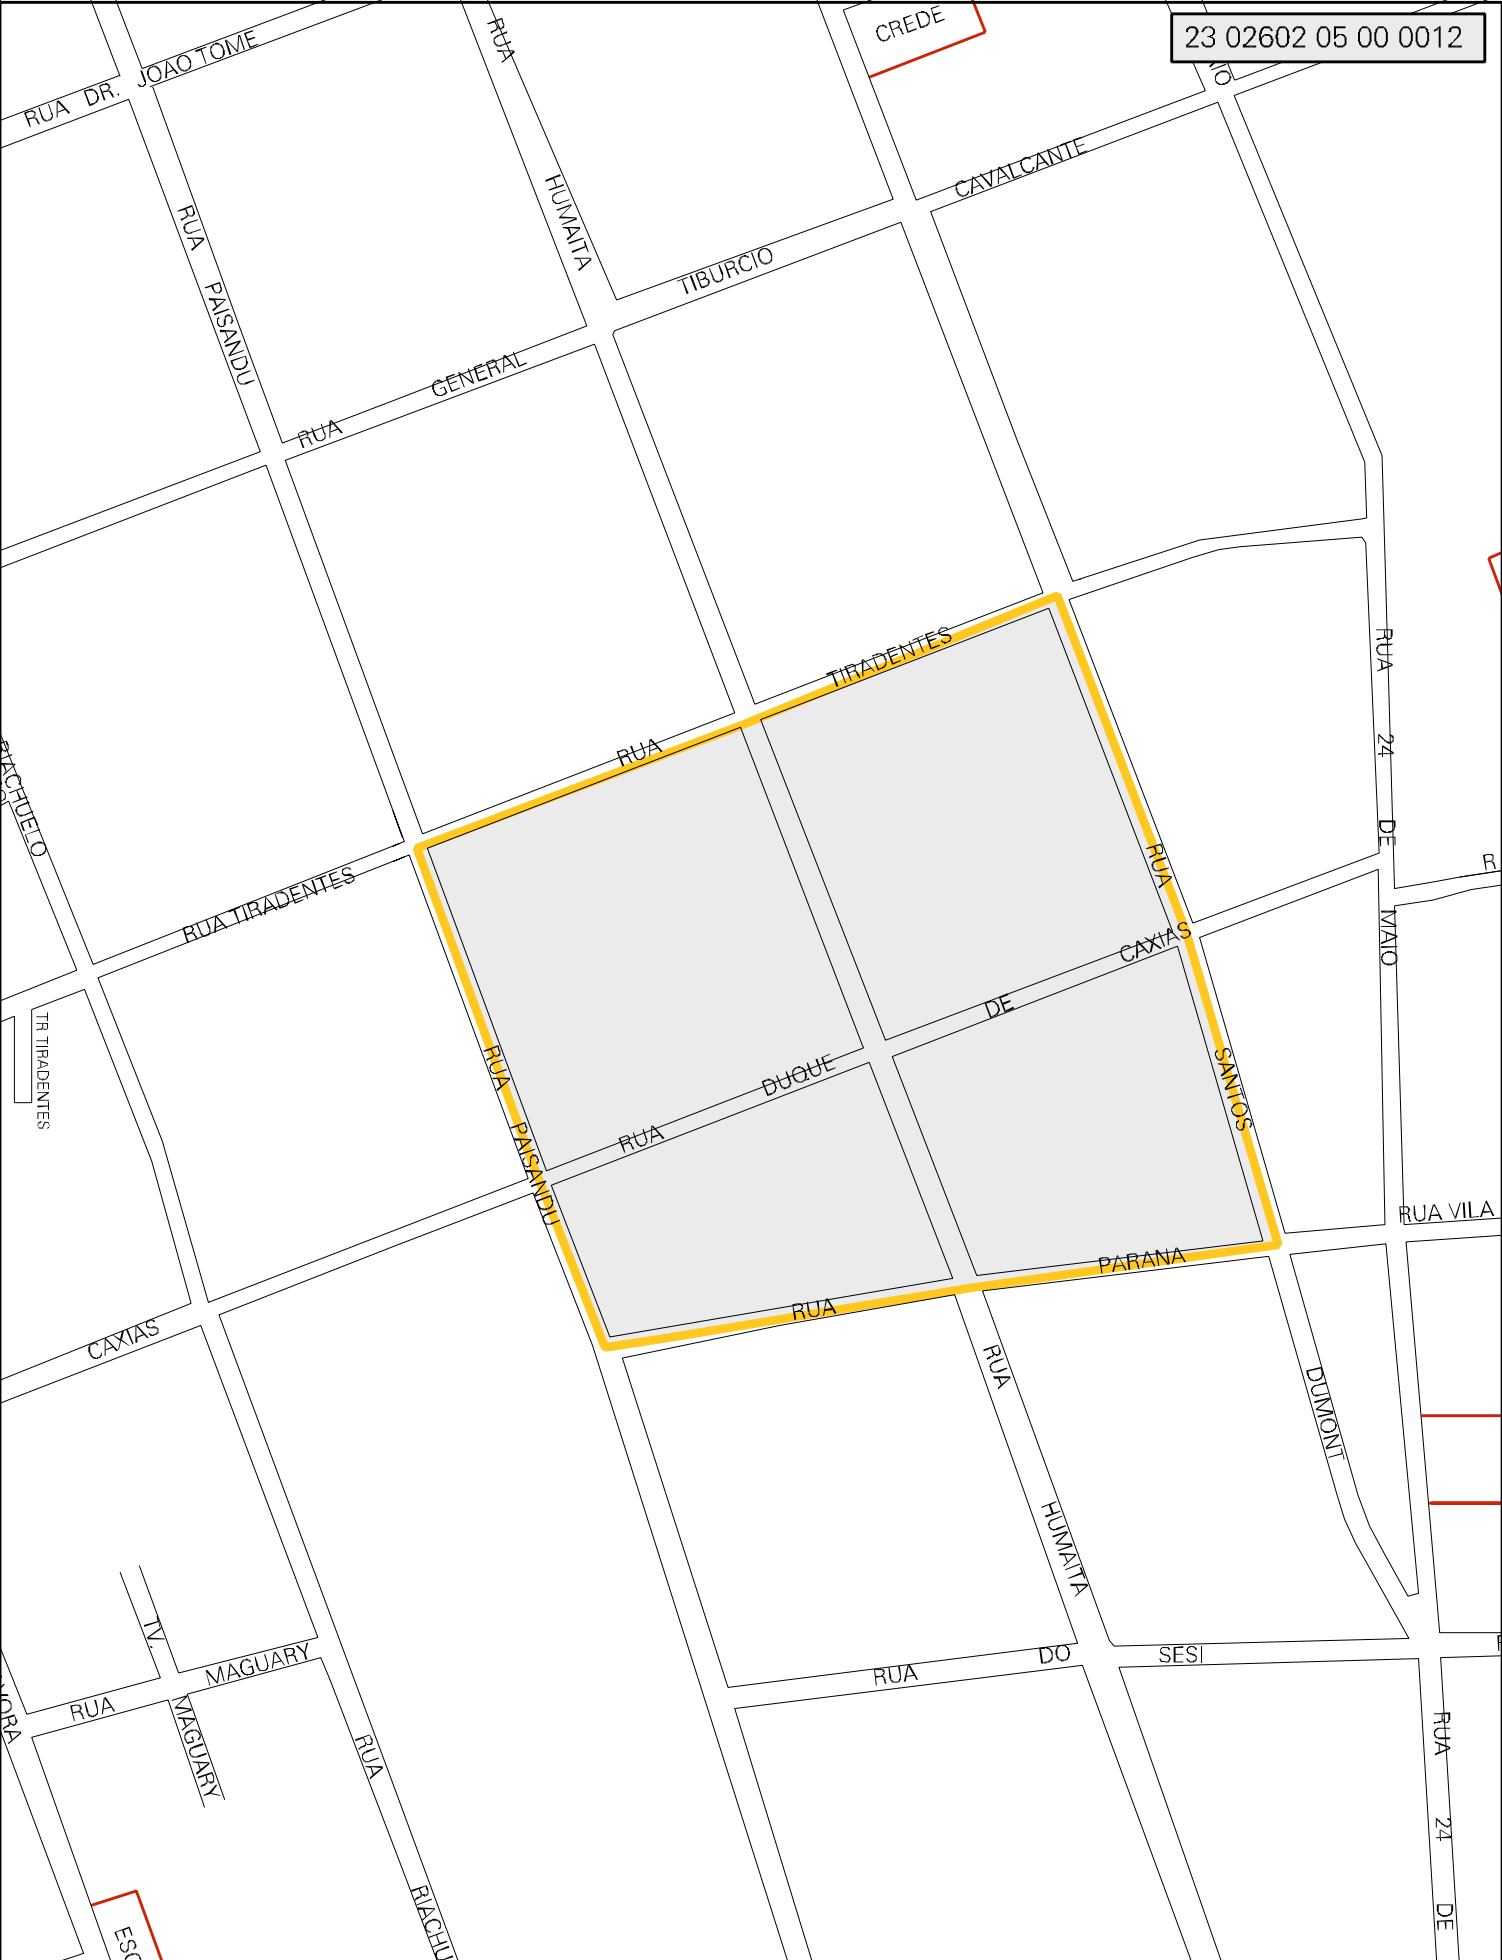 CREDE
23 02602 05 00 0012
RUA DR. JOAO TOME
RUA
HUMAITA
CAVALCANTE
RUA
PAISANDU
TIBURCIO
GENERAL
RUA
TIRADENTES
RUA
RUA
24
DE
MAIO
RIACHUELO
RUA TIRADENTES
RUA
R
CAXIAS
DE
DUQUE
RUA
TR TIRADENTES
RUA
PAISANDU
SANTOS
RUA VILA
PARANA
RUA
CAXIAS
RUA
DUMONT
HUMAITA
TV.
MAGUARY
RUA
MAGUARY
RUA
DO
SESI
RUA
RUA
24
DE
RIACHU
ESC